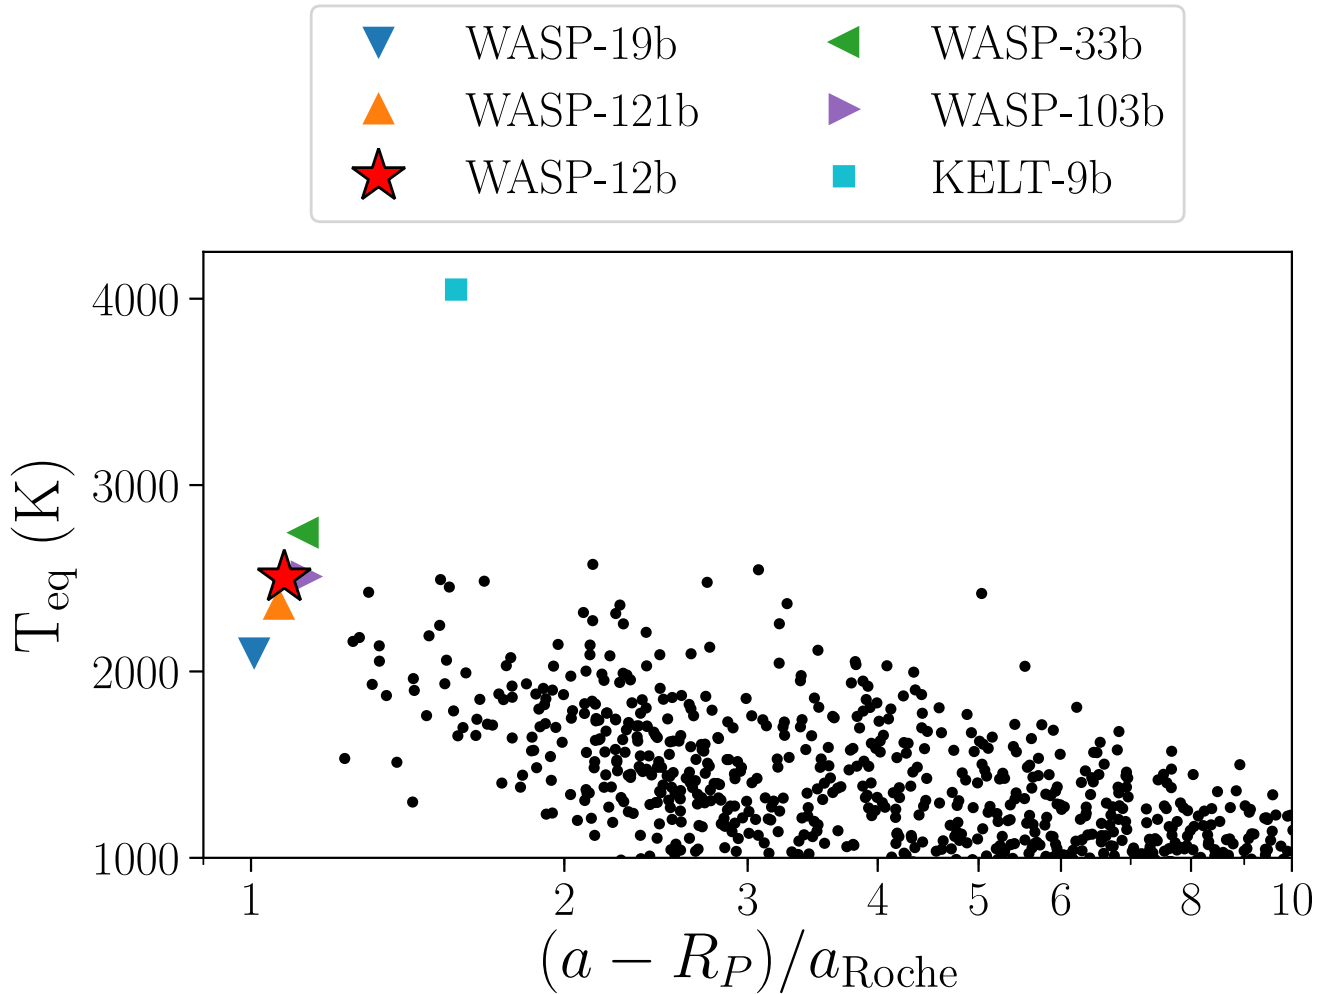 WASP-19b WASP-33b
WASP-121b WASP-103b
WASP-12b KELT-9b
4000
3000
2000
1000
T_eq (K)
1 2 3 4 5 6 8 10
(a − R_P)/a_Roche